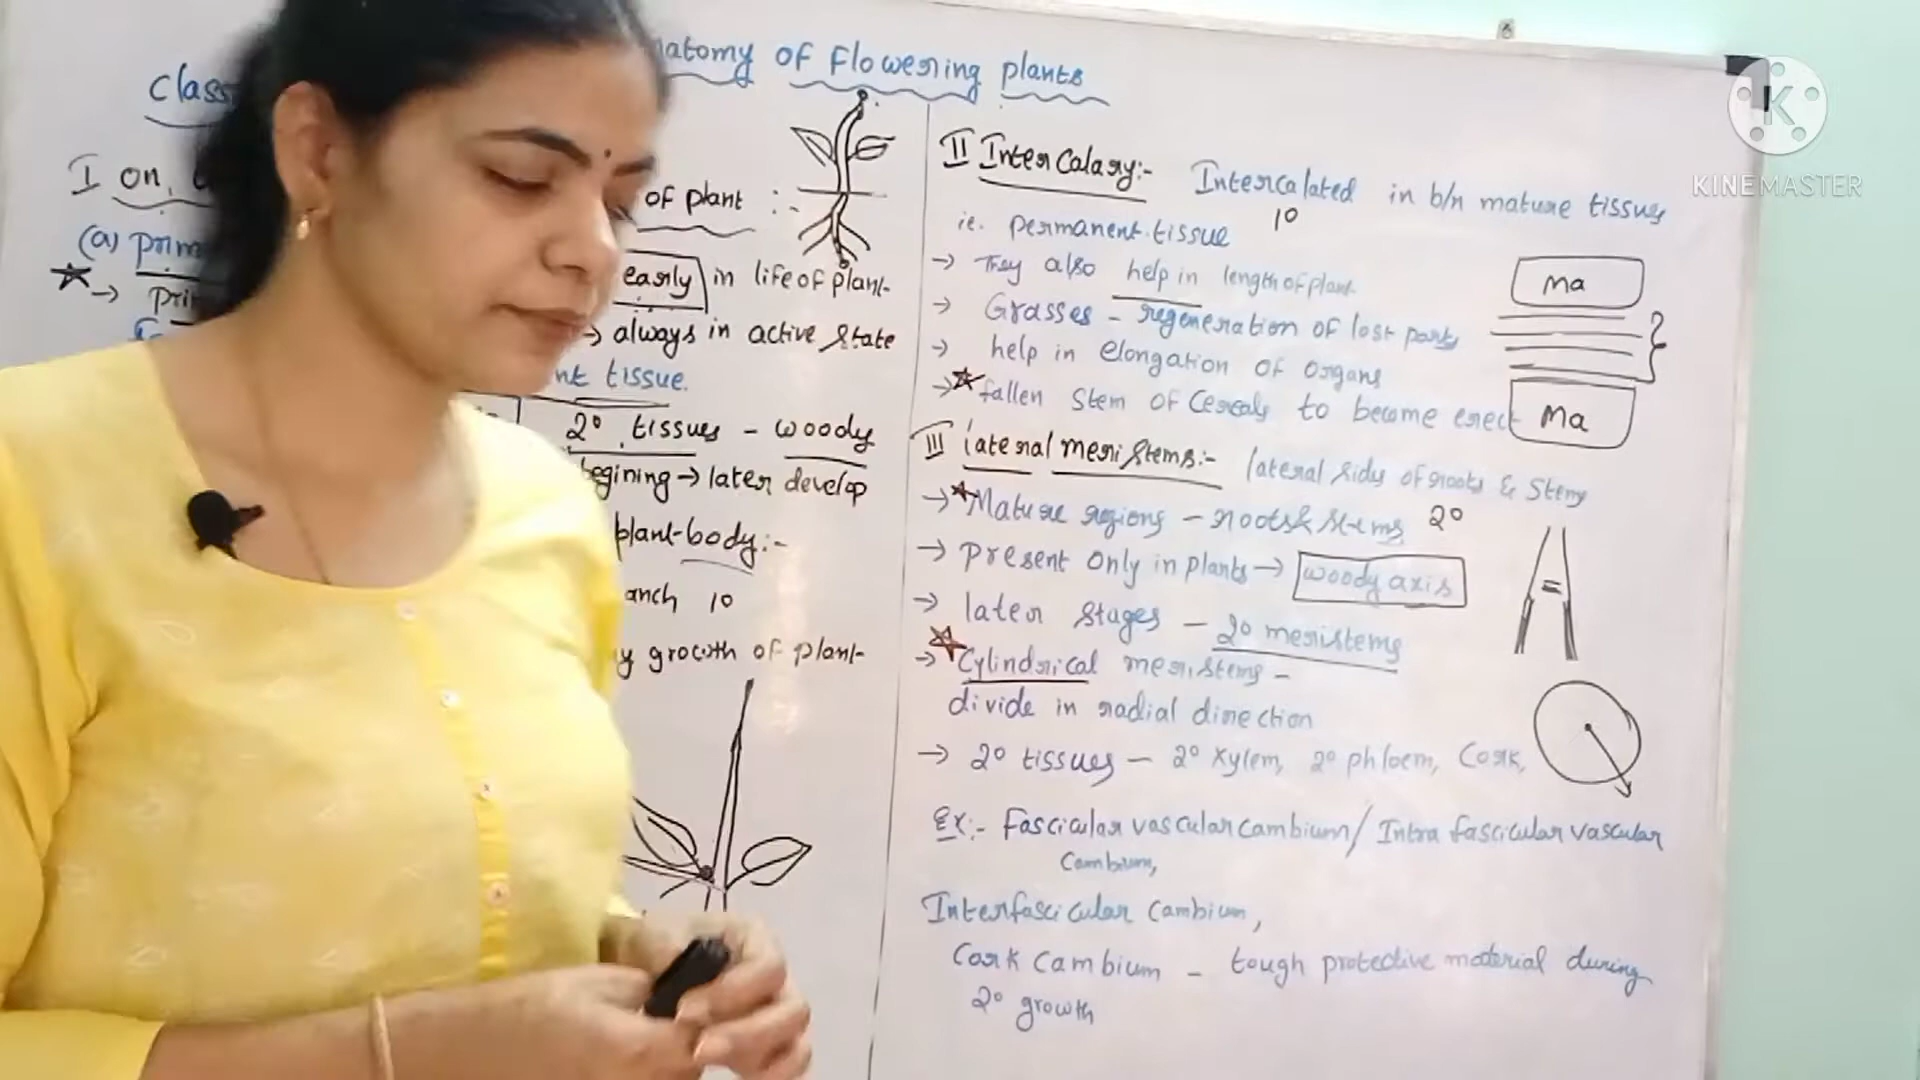 Class
natomy of Flowering plants
I on,
of plant :-
(a) prim
→ prin
early in life of plant-
→ always in active state
nt tissue.
2° tissues - woody
begining → later develop
plant-body:-
anch 1°
y growth of plant-
II Intercalary:- Intercalated in b/n mature tissues
1°
ie. permanent tissue
→ They also help in length of plant
→ Grasses - regeneration of lost parts
→ help in elongation of organs
→ fallen stem of Cereals to become erect
Ma
Ma
III lateral meristems:- lateral sides of roots & stems
→ Mature regions - roots & stems 2°
→ present only in plants → woody axis
→ later stages - 2° meristems
→ Cylindrical meristems -
divide in radial direction
→ 2° tissues - 2° xylem, 2° phloem, Cork,
Ex:- Fascicular vascular cambium / Intra fascicular vascular
Cambium,
Interfascicular Cambium,
Cork Cambium - tough protective material during
2° growth
KINEMASTER